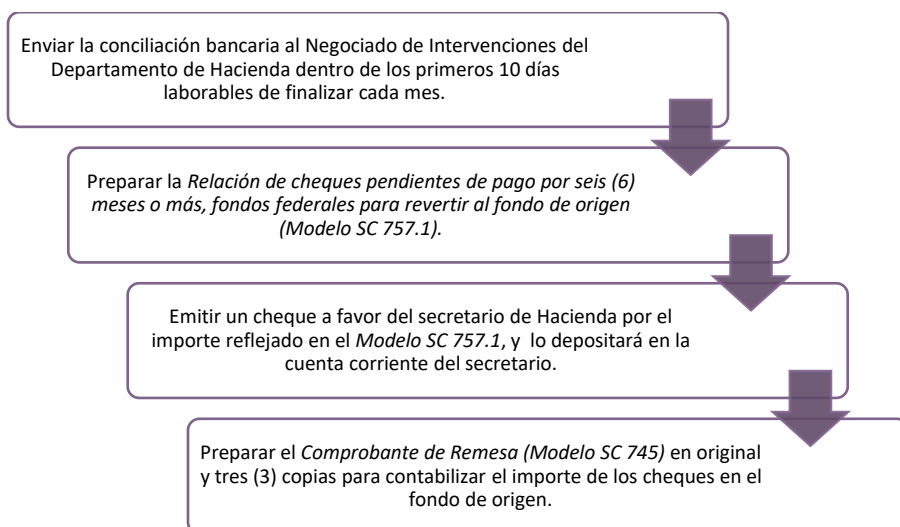 Enviar la conciliación bancaria al Negociado de Intervenciones del
Departamento de Hacienda dentro de los primeros 10 días
laborables de finalizar cada mes.
Preparar la Relación de cheques pendientes de pago por seis (6)
meses o más, fondos federales para revertir al fondo de origen
(Modelo SC 757.1).
Emitir un cheque a favor del secretario de Hacienda por el
importe reflejado en el Modelo SC 757.1, y lo depositará en la
cuenta corriente del secretario.
Preparar el Comprobante de Remesa (Modelo SC 745) en original
y tres (3) copias para contabilizar el importe de los cheques en el
fondo de origen.